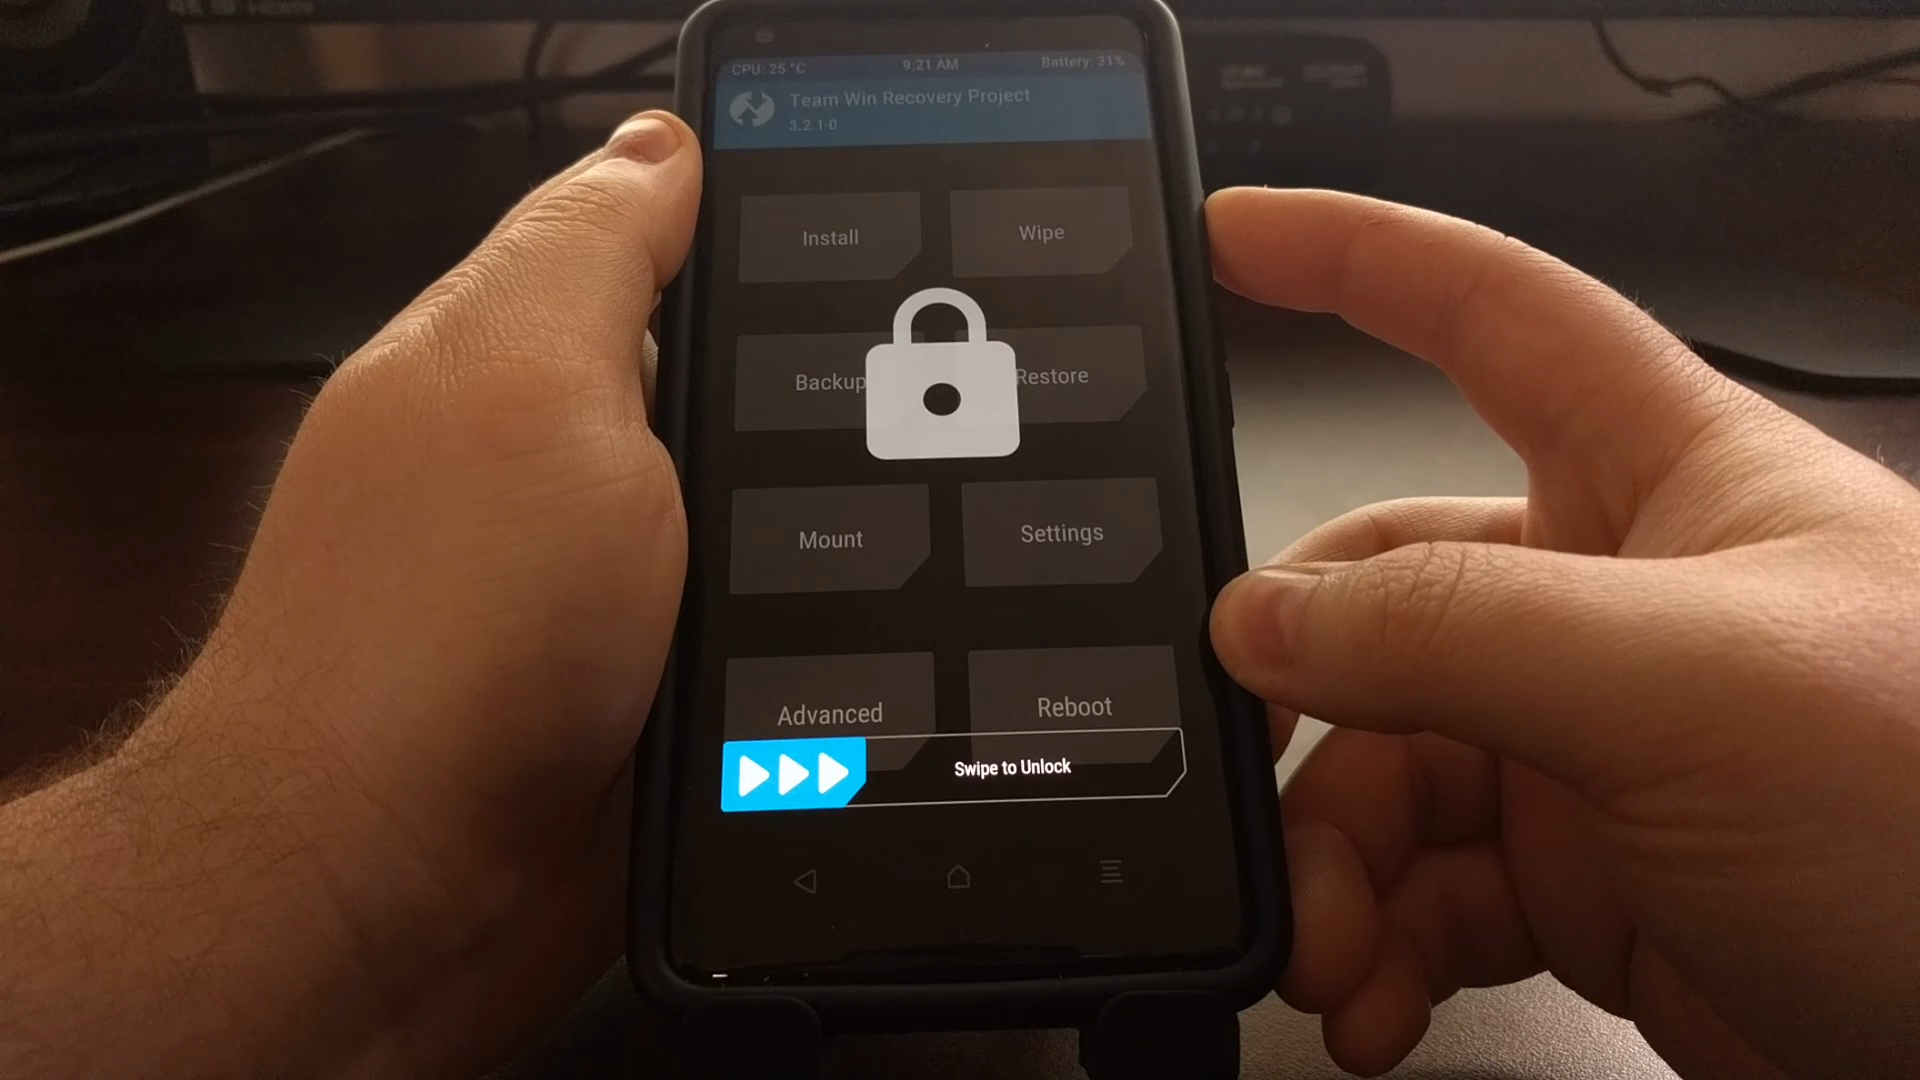 CPU: 25 °C 9:21 AM Battery: 31%
Team Win Recovery Project
3.2.1-0
Install Wipe
Backup Restore
Mount Settings
Advanced Reboot
Swipe to Unlock